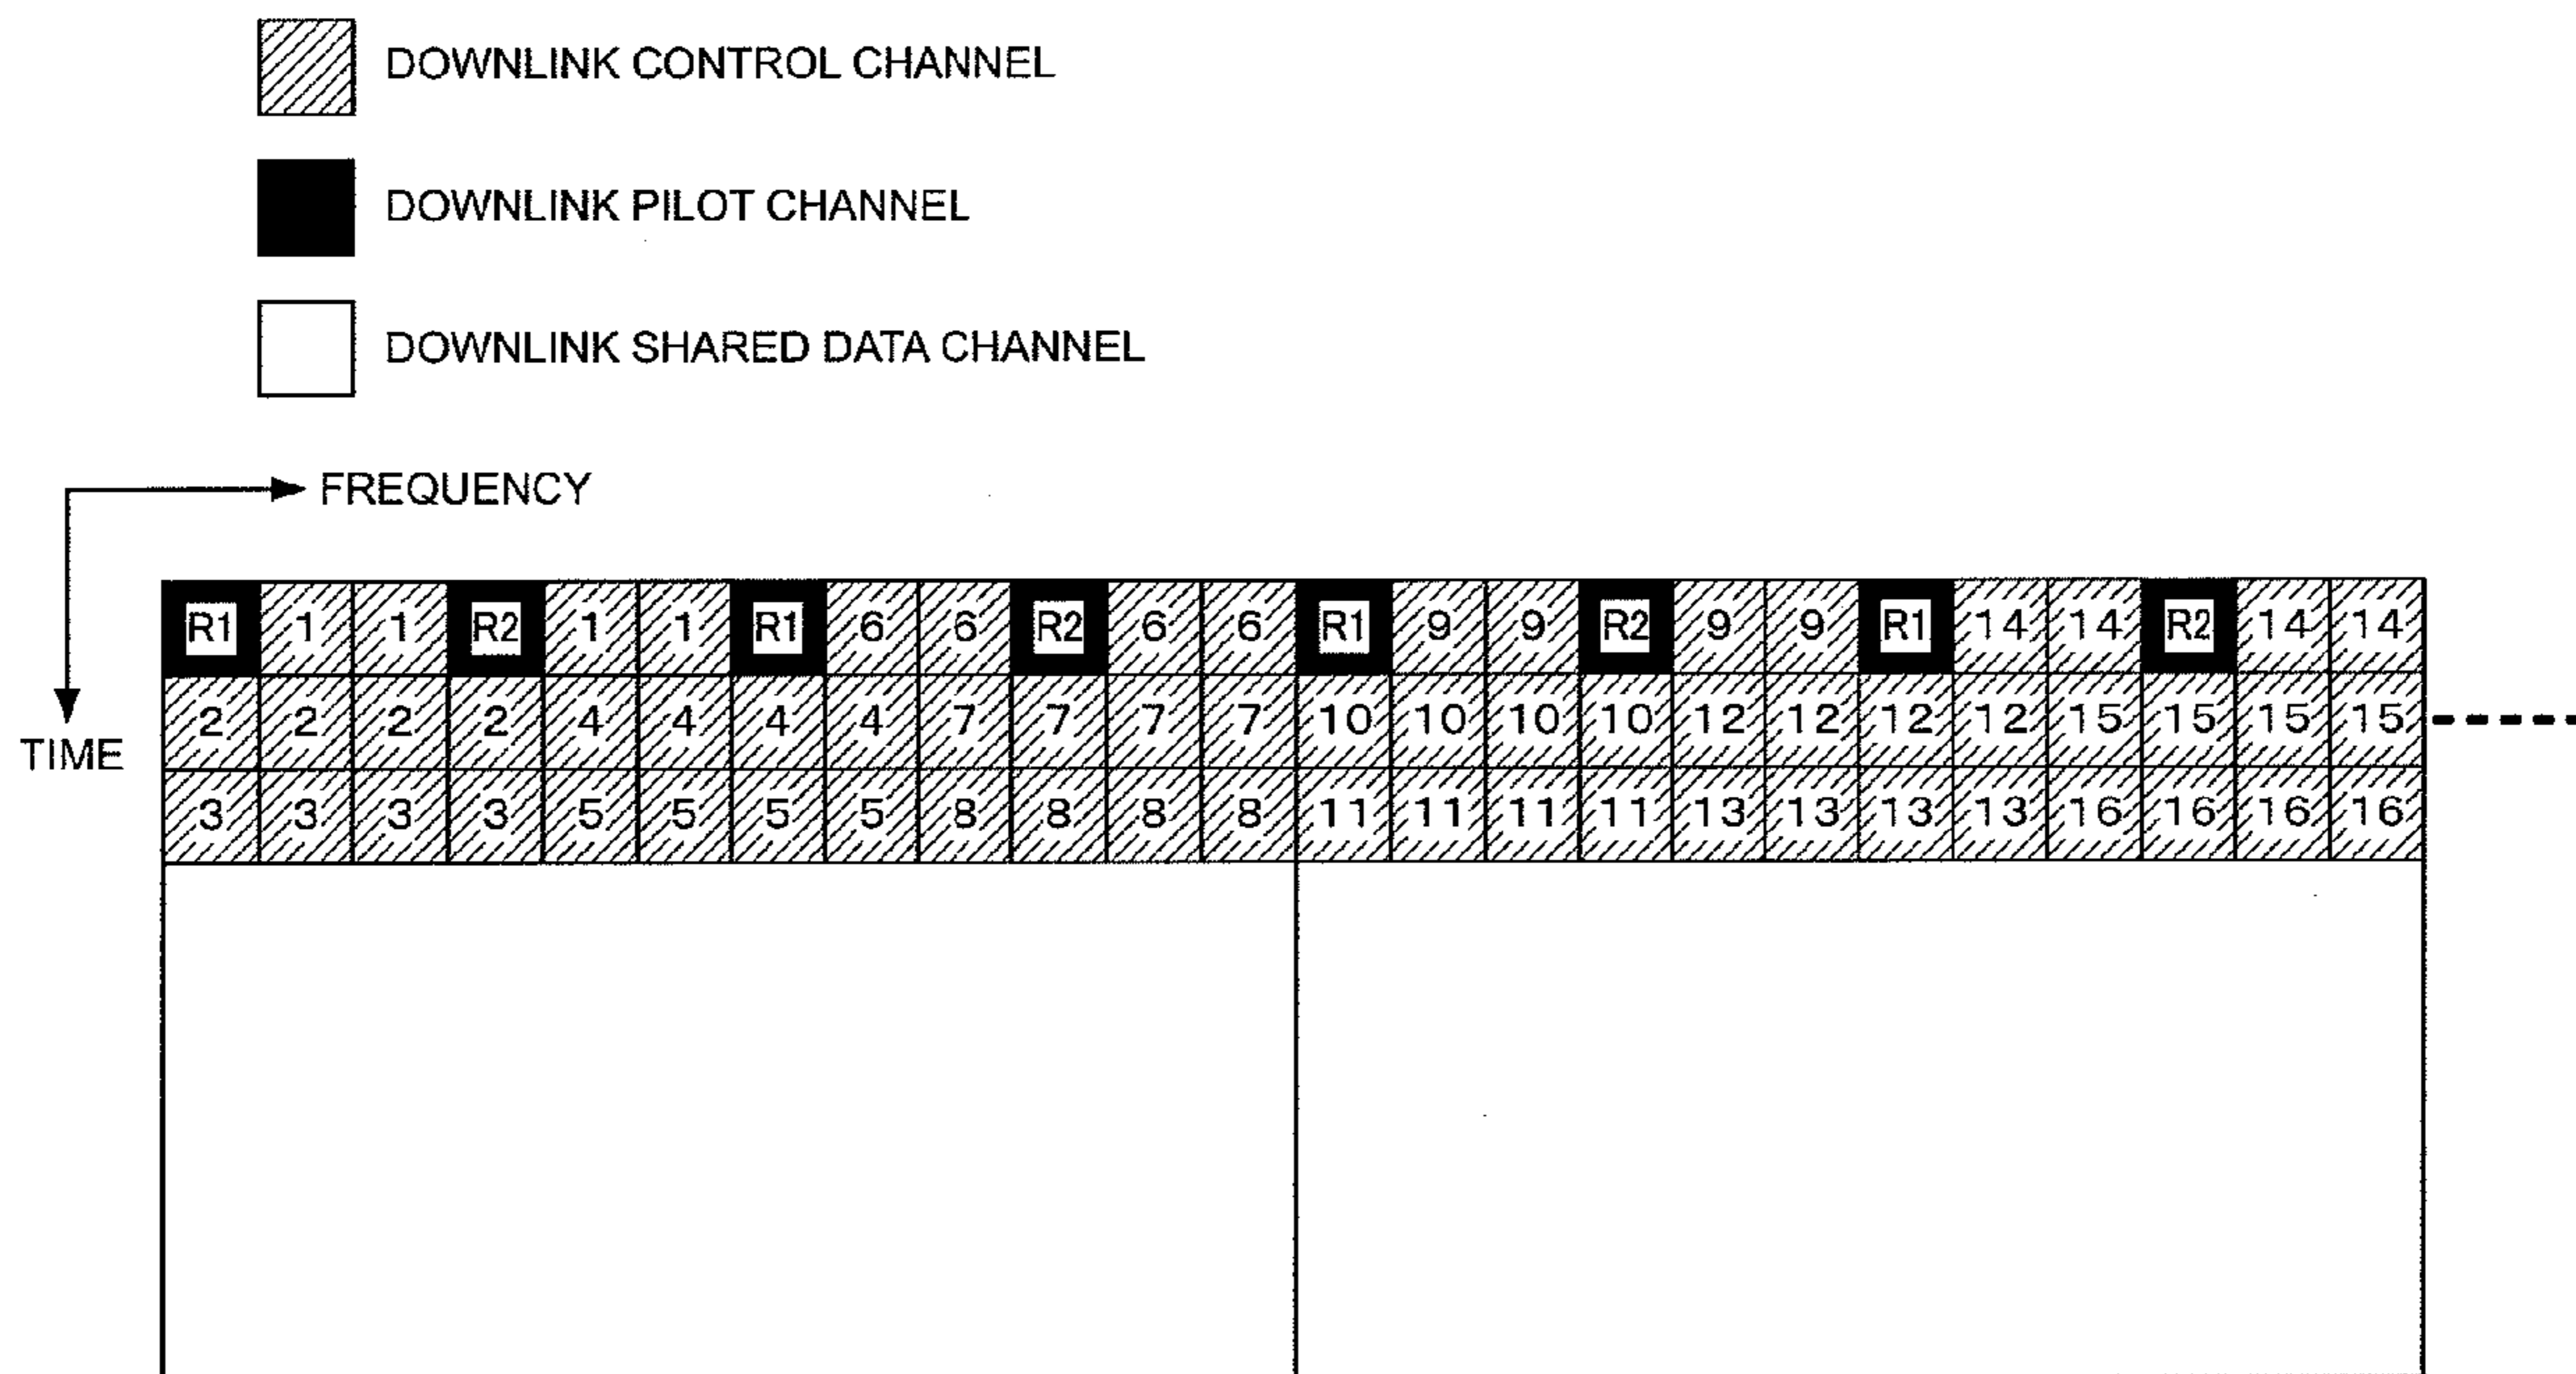 DOWNLINK CONTROL CHANNEL
DOWNLINK PILOT CHANNEL
DOWNLINK SHARED DATA CHANNEL
FREQUENCY
TIME
R1 1 1 R2 1 1 R1 6 6 R2 6 6 R1 9 9 R2 9 9 R1 14 14 R2 14 14
2 2 2 2 4 4 4 4 7 7 7 7 10 10 10 10 12 12 12 12 15 15 15 15
3 3 3 3 5 5 5 5 8 8 8 8 11 11 11 11 13 13 13 13 16 16 16 16